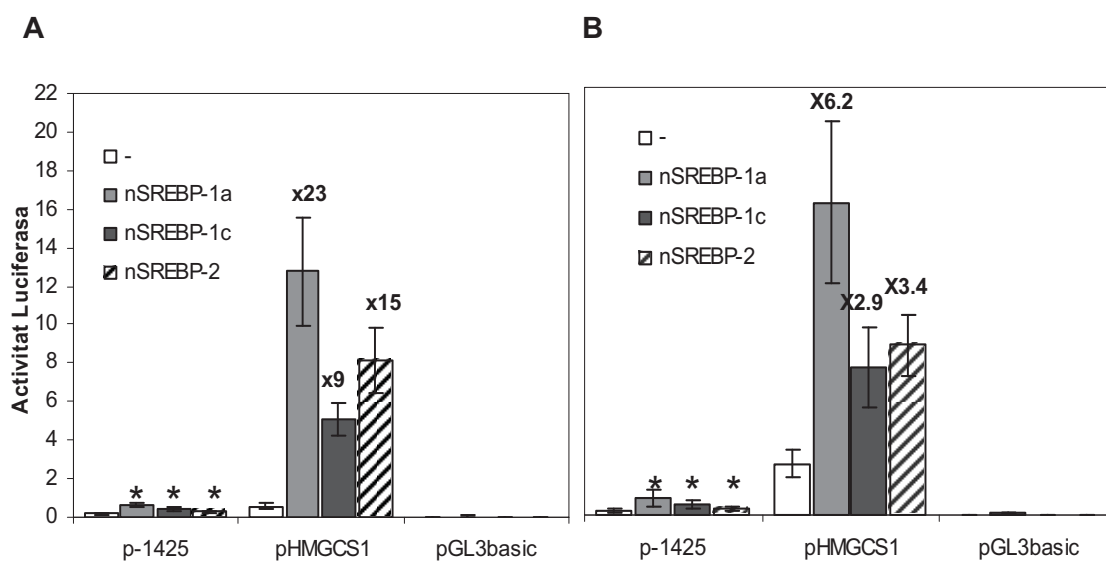 A
B
Activitat Luciferasa
22
20
18
16
14
12
10
8
6
4
2
0
-
nSREBP-1a
nSREBP-1c
nSREBP-2
x23
x9
x15
* * *
p-1425
pHMGCS1
pGL3basic
-
nSREBP-1a
nSREBP-1c
nSREBP-2
X6.2
X2.9
X3.4
* * *
p-1425
pHMGCS1
pGL3basic